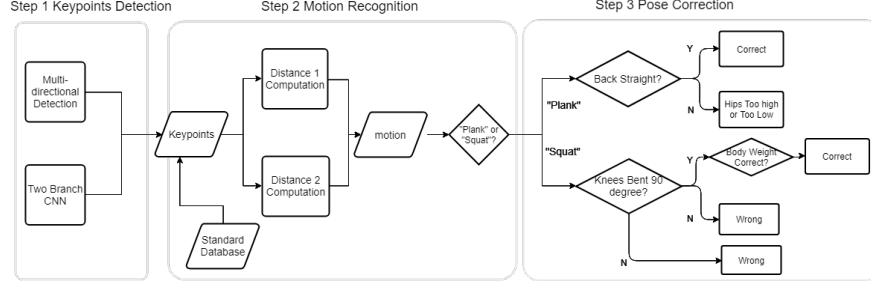 Step 1 Keypoints Detection
Step 2 Motion Recognition
Step 3 Pose Correction
Multi-
directional
Detection
Two Branch
CNN
Keypoints
Standard
Database
Distance 1
Computation
Distance 2
Computation
motion
"Plank" or
"Squat"?
"Plank"
"Squat"
Back Straight?
Y
Correct
N
Hips Too high
or Too Low
Knees Bent 90
degree?
Y
Body Weight
Correct?
Correct
N
Wrong
N
Wrong